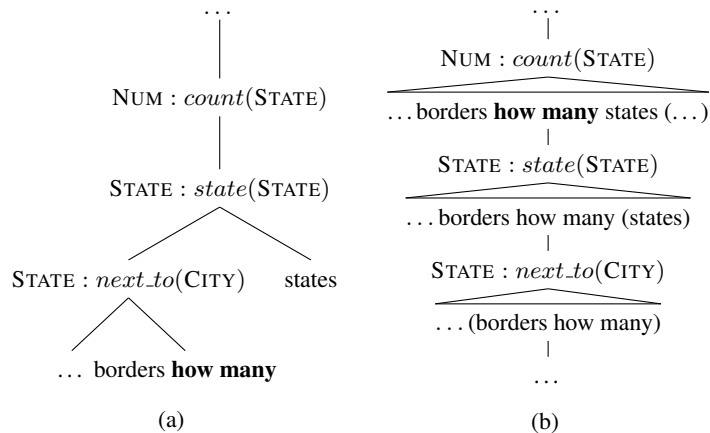 ...
NUM : count(STATE)
STATE : state(STATE)
STATE : next_to(CITY) states
... borders how many
(a)
...
NUM : count(STATE)
... borders how many states (...)
STATE : state(STATE)
... borders how many (states)
STATE : next_to(CITY)
... (borders how many)
...
(b)